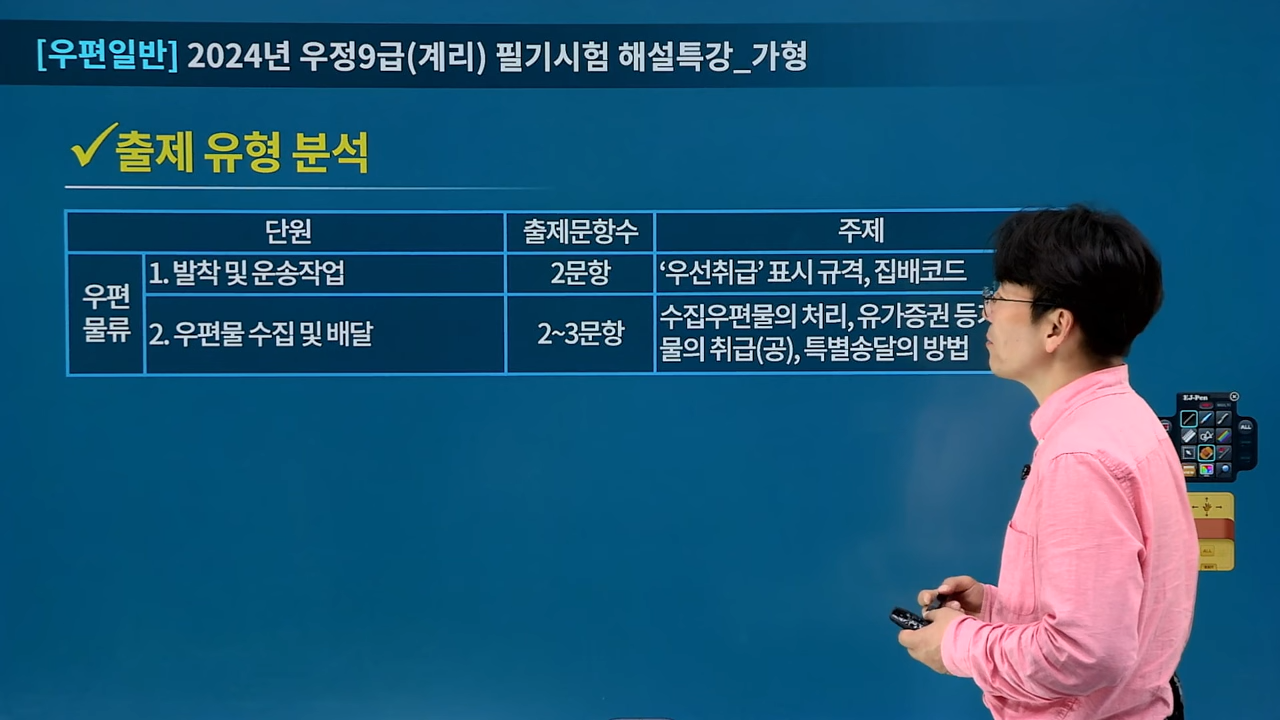 [우편일반] 2024년 우정9급(계리) 필기시험 해설특강_가형
✓출제 유형 분석
단원 출제문항수 주제
우편
물류
1. 발착 및 운송작업 2문항 ‘우선취급’ 표시 규격, 집배코드
2. 우편물 수집 및 배달 2~3문항 수집우편물의 처리, 유가증권 등
물의 취급(공), 특별송달의 방법
EJ-Pen
ALL
ALL